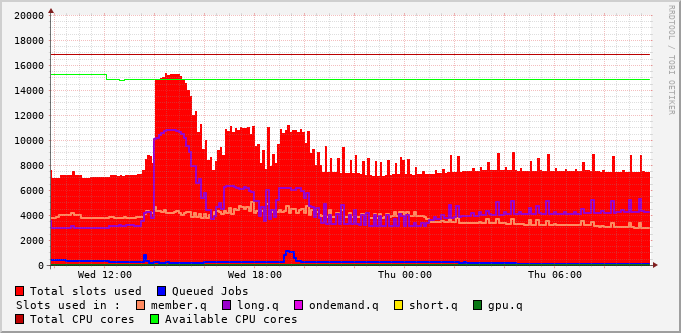 RRDTOOL / TOBI OETIKER
20000
18000
16000
14000
12000
10000
8000
6000
4000
2000
0
Wed 12:00 Wed 18:00 Thu 00:00 Thu 06:00
Total slots used Queued Jobs
Slots used in : member.q long.q ondemand.q short.q gpu.q
Total CPU cores Available CPU cores